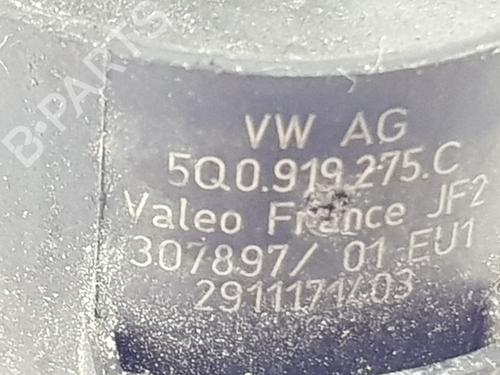 B-PARTS
VW AG
5Q0.919.275.C
Valeo France JF2
307897/ 01 EU1
2911171/03